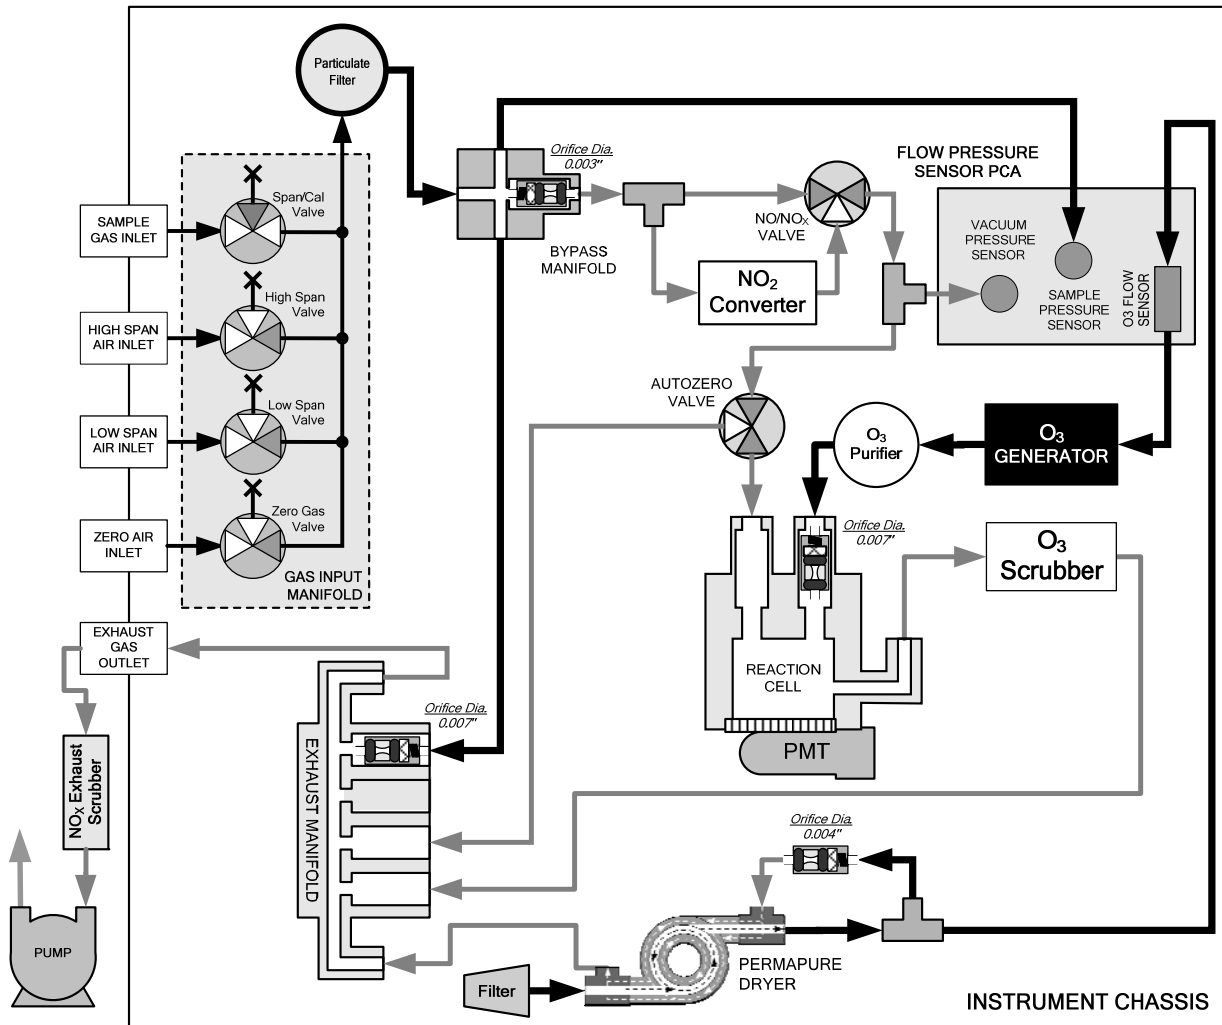 Particulate
Filter
Orifice Dia.
0.003"
FLOW PRESSURE
SENSOR PCA
SAMPLE
GAS INLET
Span/Cal
Valve
NO/NOX
VALVE
VACUUM
PRESSURE
SENSOR
BYPASS
MANIFOLD
NO2
Converter
SAMPLE
PRESSURE
SENSOR
O3 FLOW
SENSOR
HIGH SPAN
AIR INLET
High Span
Valve
AUTOZERO
VALVE
LOW SPAN
AIR INLET
Low Span
Valve
O3
Purifier
O3
GENERATOR
ZERO AIR
INLET
Zero Gas
Valve
Orifice Dia.
0.007"
O3
Scrubber
GAS INPUT
MANIFOLD
EXHAUST
GAS
OUTLET
REACTION
CELL
Orifice Dia.
0.007"
PMT
NOX Exhaust
Scrubber
EXHAUST MANIFOLD
Orifice Dia.
0.004"
PUMP
PERMAPURE
DRYER
Filter
INSTRUMENT CHASSIS